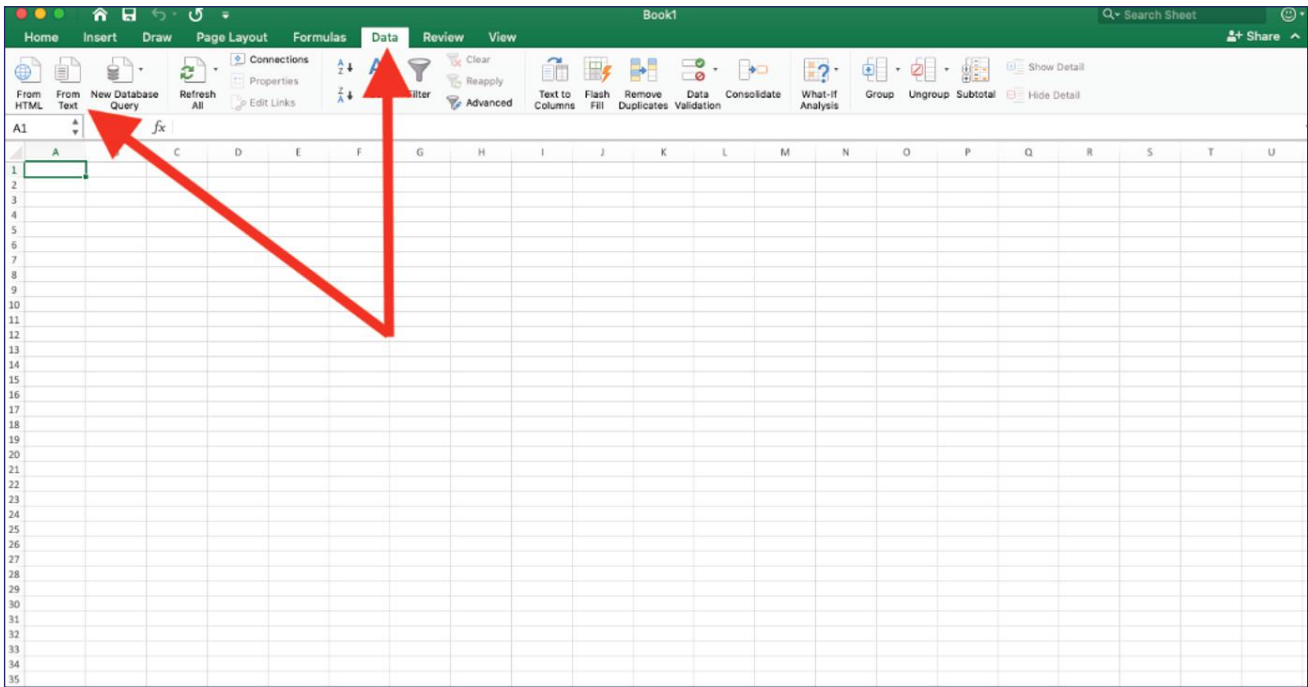 Book1
Search Sheet
Home Insert Draw Page Layout Formulas Data Review View
Share
From HTML
From Text
New Database Query
Refresh All
Connections
Properties
Edit Links
A Z
Z A
Clear
Reapply
Advanced
Text to Columns
Flash Fill
Remove Duplicates
Data Validation
Consolidate
What-If Analysis
Group
Ungroup
Subtotal
Show Detail
Hide Detail
A1 fx
A C D E F G H I J K L M N O P Q R S T U
1
2
3
4
5
6
7
8
9
10
11
12
13
14
15
16
17
18
19
20
21
22
23
24
25
26
27
28
29
30
31
32
33
34
35